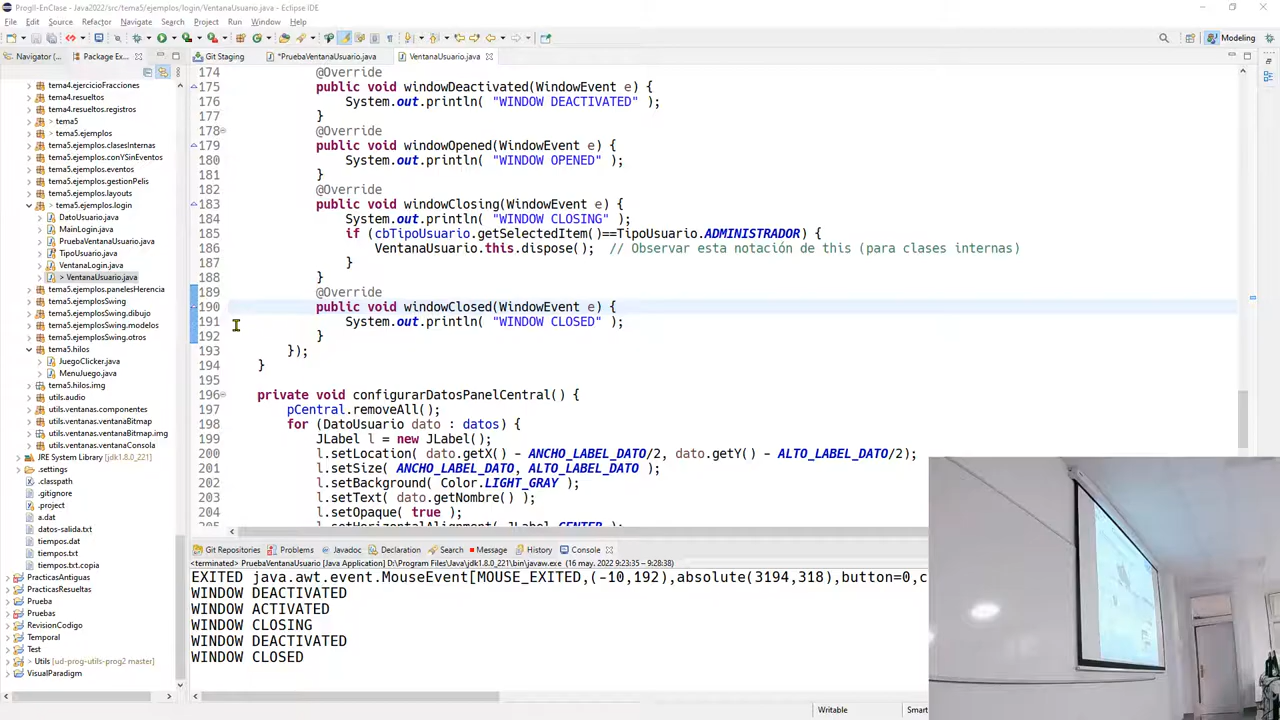 ProgII-EnClase - Java2022/src/tema5/ejemplos/login/VentanaUsuario.java - Eclipse IDE
File Edit Source Refactor Navigate Search Project Run Window Help
Modeling
Navigator (... Package Ex... Git Staging *PruebaVentanaUsuario.java VentanaUsuario.java
tema4.ejercicioFracciones
tema4.resueltos
tema4.resueltos.registros
> tema5
> tema5.ejemplos
tema5.ejemplos.clasesInternas
tema5.ejemplos.conYSinEventos
tema5.ejemplos.eventos
tema5.ejemplos.gestionPelis
tema5.ejemplos.layouts
> tema5.ejemplos.login
DatoUsuario.java
MainLogin.java
PruebaVentanaUsuario.java
TipoUsuario.java
VentanaLogin.java
> VentanaUsuario.java
tema5.ejemplos.panelesHerencia
tema5.ejemplosSwing
tema5.ejemplosSwing.dibujo
tema5.ejemplosSwing.modelos
tema5.ejemplosSwing.otros
tema5.hilos
JuegoClicker.java
MenuJuego.java
tema5.hilos.img
utils.audio
utils.ventanas.componentes
utils.ventanas.ventanaBitmap
utils.ventanas.ventanaBitmap.img
utils.ventanas.ventanaConsola
JRE System Library [jdk1.8.0_221]
.settings
.classpath
.gitignore
.project
a.dat
datos-salida.txt
tiempos.dat
tiempos.txt
tiempos.txt.copia
PracticasAntiguas
PracticasResueltas
Prueba
Pruebas
RevisionCodigo
Temporal
Test
> Utils [ud-prog-utils-prog2 master]
VisualParadigm
174 @Override
175 public void windowDeactivated(WindowEvent e) {
176 System.out.println( "WINDOW DEACTIVATED" );
177 }
178 @Override
179 public void windowOpened(WindowEvent e) {
180 System.out.println( "WINDOW OPENED" );
181 }
182 @Override
183 public void windowClosing(WindowEvent e) {
184 System.out.println( "WINDOW CLOSING" );
185 if (cbTipoUsuario.getSelectedItem()==TipoUsuario.ADMINISTRADOR) {
186 VentanaUsuario.this.dispose(); // Observar esta notación de this (para clases internas)
187 }
188 }
189 @Override
190 public void windowClosed(WindowEvent e) {
191 System.out.println( "WINDOW CLOSED" );
192 }
193 });
194 }
195
196 private void configurarDatosPanelCentral() {
197 pCentral.removeAll();
198 for (DatoUsuario dato : datos) {
199 JLabel l = new JLabel();
200 l.setLocation( dato.getX() - ANCHO_LABEL_DATO/2, dato.getY() - ALTO_LABEL_DATO/2);
201 l.setSize( ANCHO_LABEL_DATO, ALTO_LABEL_DATO );
202 l.setBackground( Color.LIGHT_GRAY );
203 l.setText( dato.getNombre() );
204 l.setOpaque( true );
205 l.setHorizontalAlignment( JLabel.CENTER );
Git Repositories Problems Javadoc Declaration Search Message History Console
<terminated> PruebaVentanaUsuario [Java Application] D:\Program Files\Java\jdk1.8.0_221\bin\javaw.exe (16 may. 2022 9:23:35 – 9:28:38)
EXITED java.awt.event.MouseEvent[MOUSE_EXITED,(-10,192),absolute(3194,318),button=0,c
WINDOW DEACTIVATED
WINDOW ACTIVATED
WINDOW CLOSING
WINDOW DEACTIVATED
WINDOW CLOSED
Writable Smart